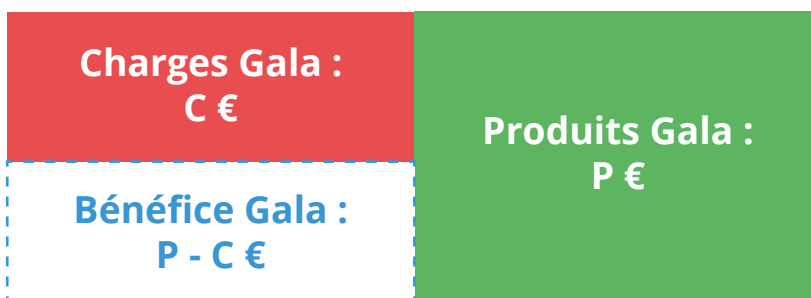 Charges Gala :
C €
Produits Gala :
P €
Bénéfice Gala :
P - C €